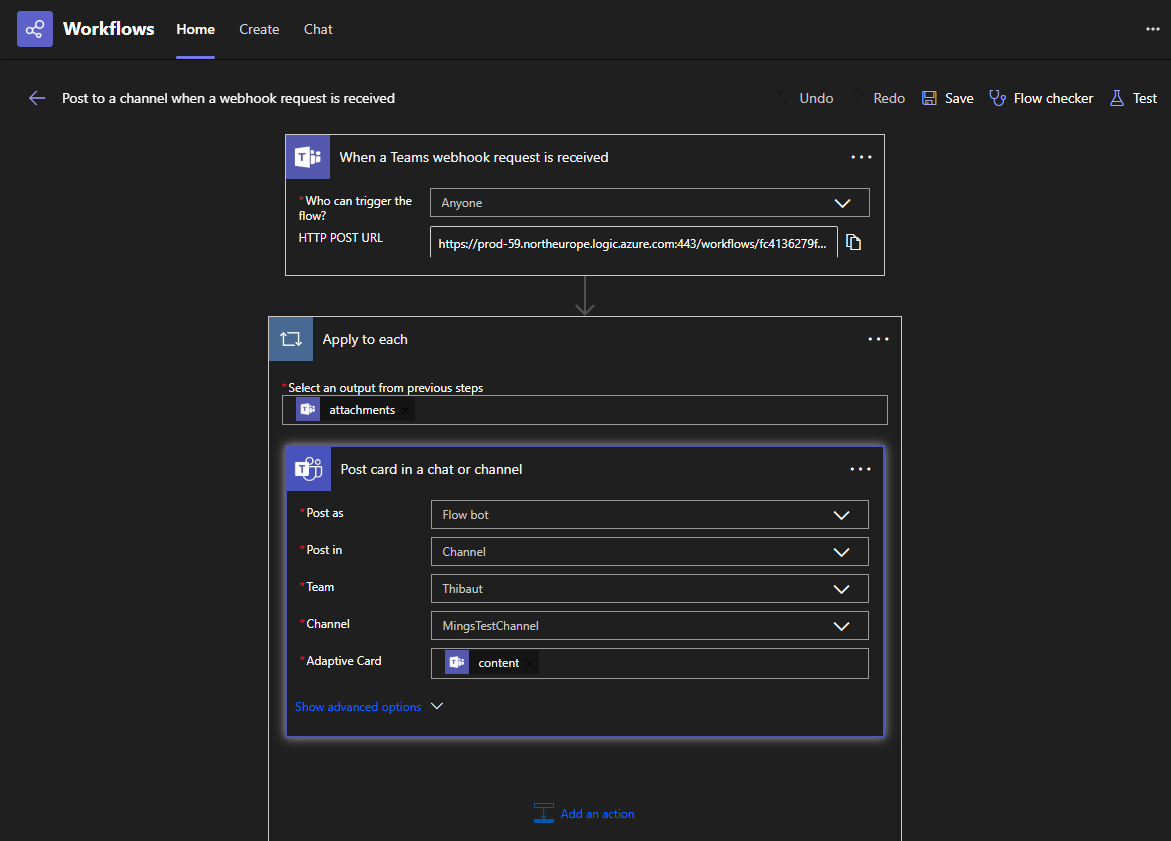 Workflows Home Create Chat
Post to a channel when a webhook request is received Undo Redo Save Flow checker Test
When a Teams webhook request is received
*Who can trigger the flow?
Anyone
HTTP POST URL
https://prod-59.northeurope.logic.azure.com:443/workflows/fc4136279f...
Apply to each
*Select an output from previous steps
attachments ×
Post card in a chat or channel
*Post as Flow bot
*Post in Channel
*Team Thibaut
*Channel MingsTestChannel
*Adaptive Card content ×
Show advanced options
Add an action